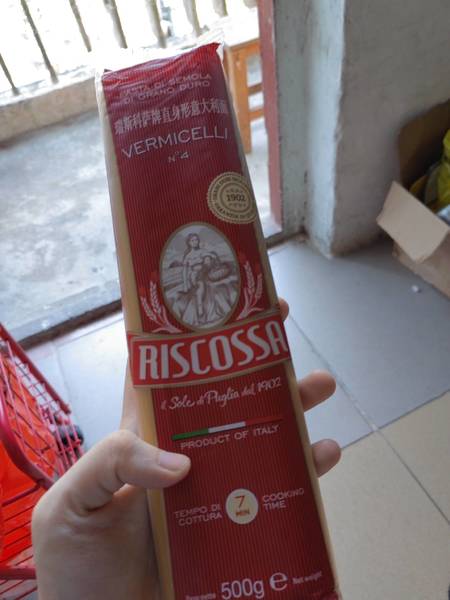 PASTA DI SEMOLA
DI GRANO DURO
瑞斯科萨牌直身形意大利面
VERMICELLI
N°4
1902
RISCOSSA
il Sole di Puglia dal 1902
PRODUCT OF ITALY
TEMPO DI
COTTURA
7
MIN
COOKING
TIME
Peso netto 500g e Net weight